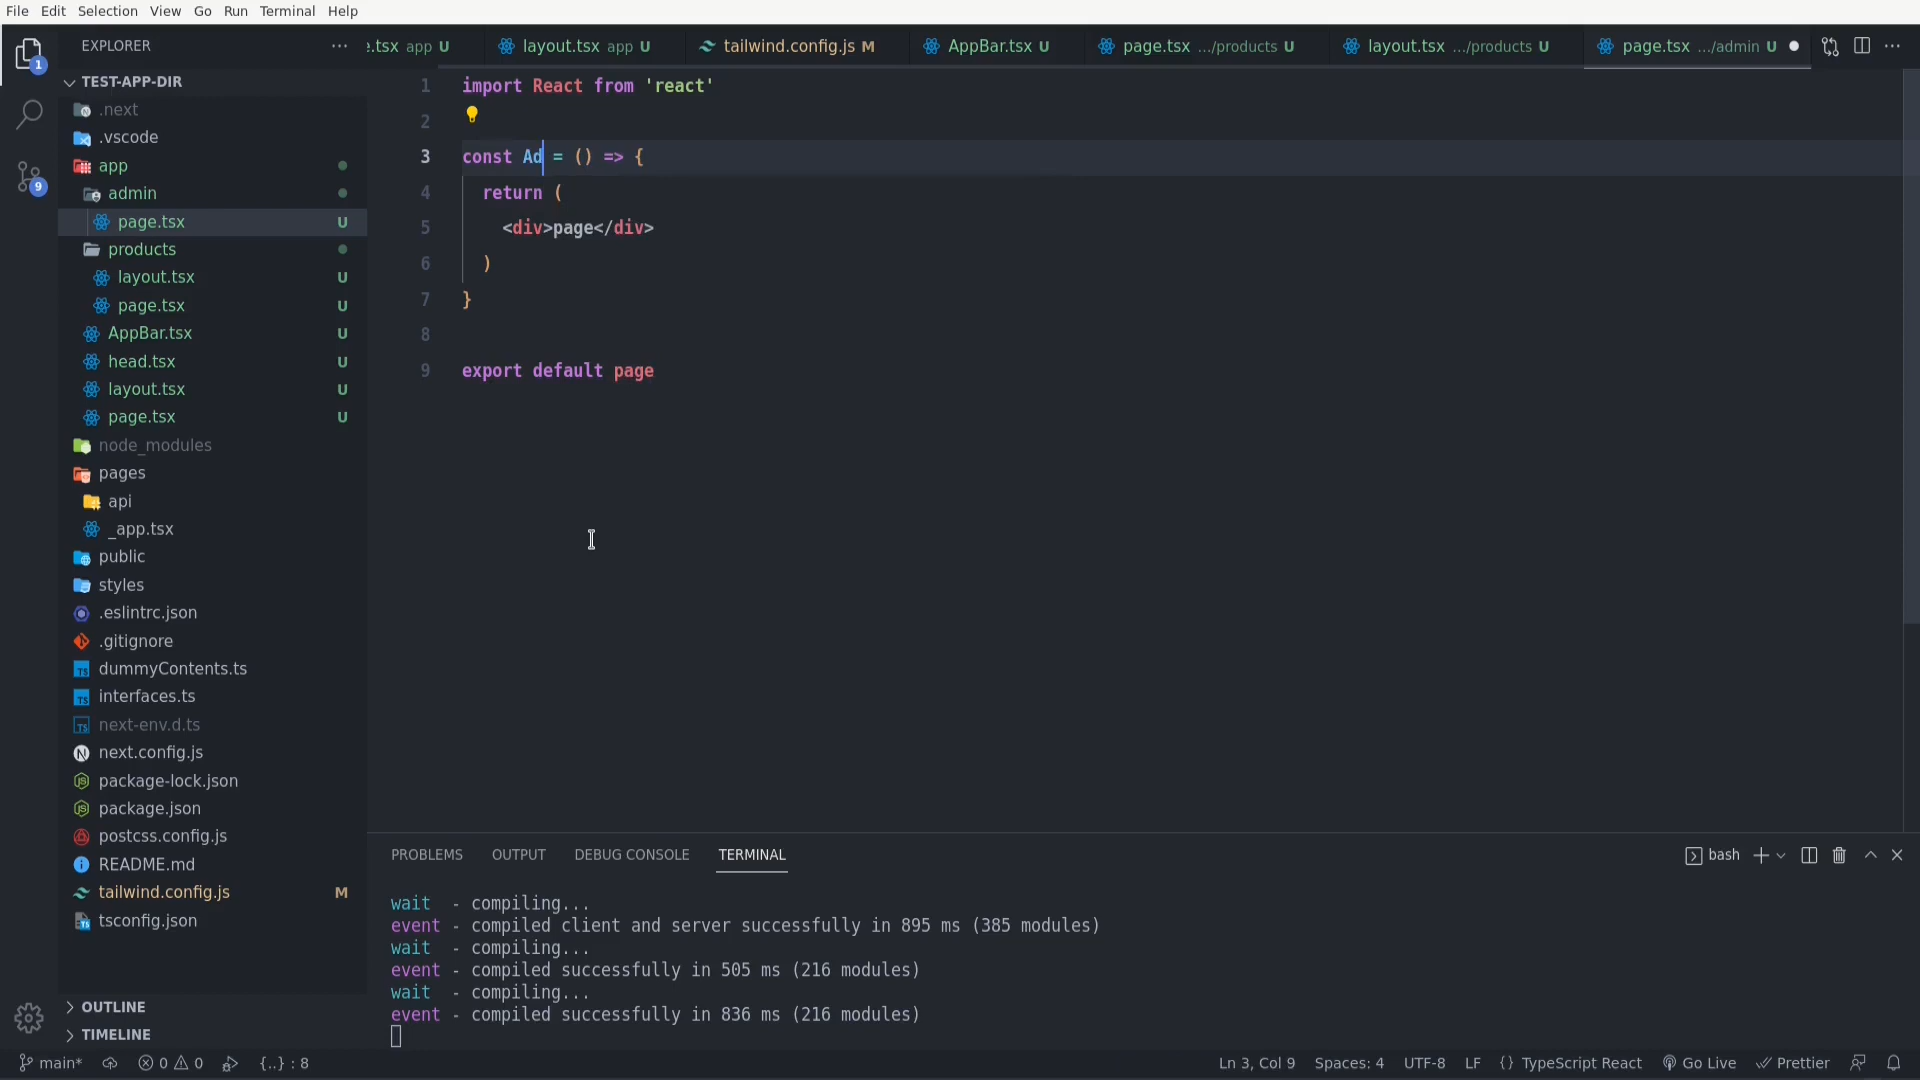 File Edit Selection View Go Run Terminal Help
EXPLORER
e.tsx app U
layout.tsx app U
tailwind.config.js M
AppBar.tsx U
page.tsx .../products U
layout.tsx .../products U
page.tsx .../admin U
1
9
TEST-APP-DIR
.next
.vscode
app
admin
page.tsx U
products
layout.tsx U
page.tsx U
AppBar.tsx U
head.tsx U
layout.tsx U
page.tsx U
node_modules
pages
api
_app.tsx
public
styles
.eslintrc.json
.gitignore
dummyContents.ts
interfaces.ts
next-env.d.ts
next.config.js
package-lock.json
package.json
postcss.config.js
README.md
tailwind.config.js M
tsconfig.json
OUTLINE
TIMELINE
1 import React from 'react'
2
3 const Ad = () => {
4 return (
5 <div>page</div>
6 )
7 }
8
9 export default page
PROBLEMS OUTPUT DEBUG CONSOLE TERMINAL
bash
wait - compiling...
event - compiled client and server successfully in 895 ms (385 modules)
wait - compiling...
event - compiled successfully in 505 ms (216 modules)
wait - compiling...
event - compiled successfully in 836 ms (216 modules)
main* 0 0 {..} : 8 Ln 3, Col 9 Spaces: 4 UTF-8 LF {} TypeScript React Go Live Prettier